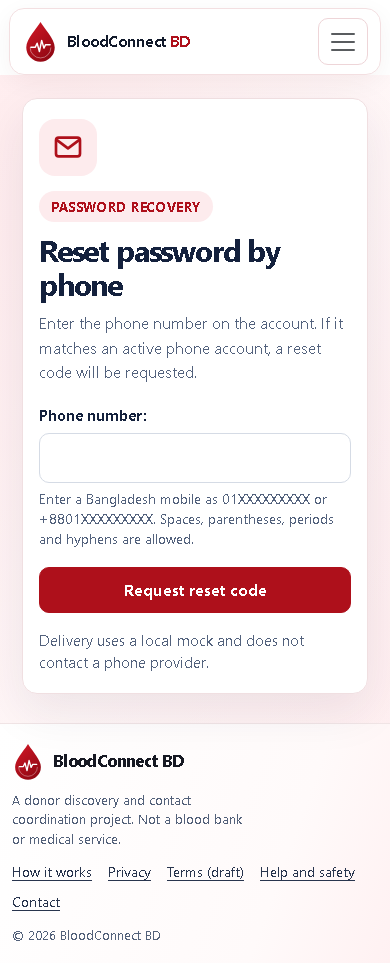 BloodConnect BD
PASSWORD RECOVERY
Reset password by
phone
Enter the phone number on the account. If it
matches an active phone account, a reset
code will be requested.
Phone number:
Enter a Bangladesh mobile as 01XXXXXXXXX or
+8801XXXXXXXXX. Spaces, parentheses, periods
and hyphens are allowed.
Request reset code
Delivery uses a local mock and does not
contact a phone provider.
BloodConnect BD
A donor discovery and contact
coordination project. Not a blood bank
or medical service.
How it works Privacy Terms (draft) Help and safety
Contact
© 2026 BloodConnect BD